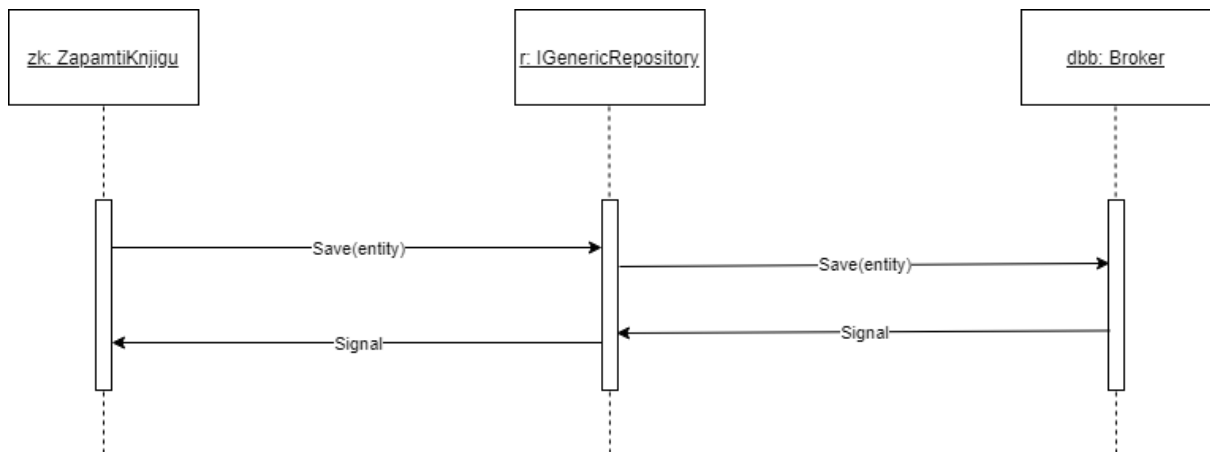 zk: ZapamtiKnjigu
r: IGenericRepository
dbb: Broker
Save(entity)
Save(entity)
Signal
Signal